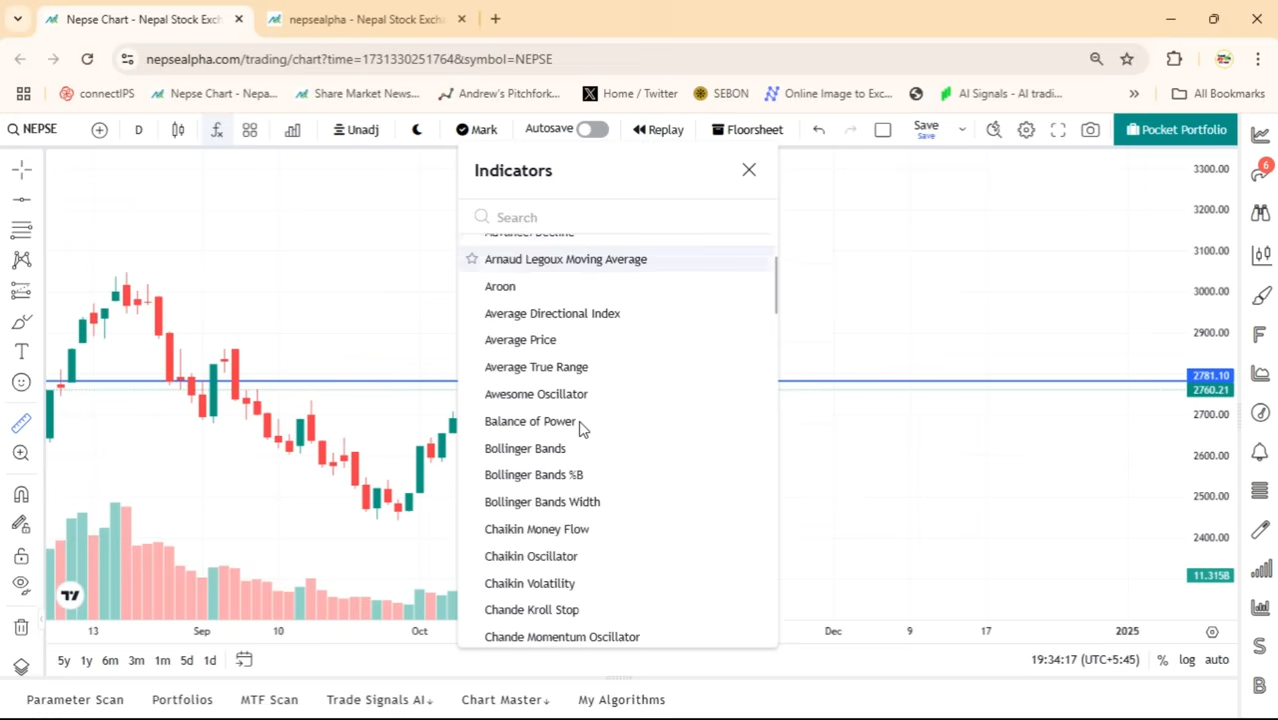 Nepse Chart - Nepal Stock Exch
nepsealpha - Nepal Stock Excha
nepsealpha.com/trading/chart?time=1731330251764&symbol=NEPSE
connectIPS
Nepse Chart - Nepa...
Share Market News...
Andrew's Pitchfork...
Home / Twitter
SEBON
Online Image to Exc...
AI Signals - AI tradi...
All Bookmarks
NEPSE
D
Unadj
Mark
Autosave
Replay
Floorsheet
Save
Save
Pocket Portfolio
6
Indicators
Search
Arnaud Legoux Moving Average
Aroon
Average Directional Index
Average Price
Average True Range
Awesome Oscillator
Balance of Power
Bollinger Bands
Bollinger Bands %B
Bollinger Bands Width
Chaikin Money Flow
Chaikin Oscillator
Chaikin Volatility
Chande Kroll Stop
Chande Momentum Oscillator
3300.00
3200.00
3100.00
3000.00
2900.00
2781.10
2760.21
2700.00
2600.00
2500.00
2400.00
11.315B
13
Sep
10
Oct
Dec
9
17
2025
5y
1y
6m
3m
1m
5d
1d
19:34:17 (UTC+5:45)
%
log
auto
Parameter Scan
Portfolios
MTF Scan
Trade Signals AI↓
Chart Master↓
My Algorithms